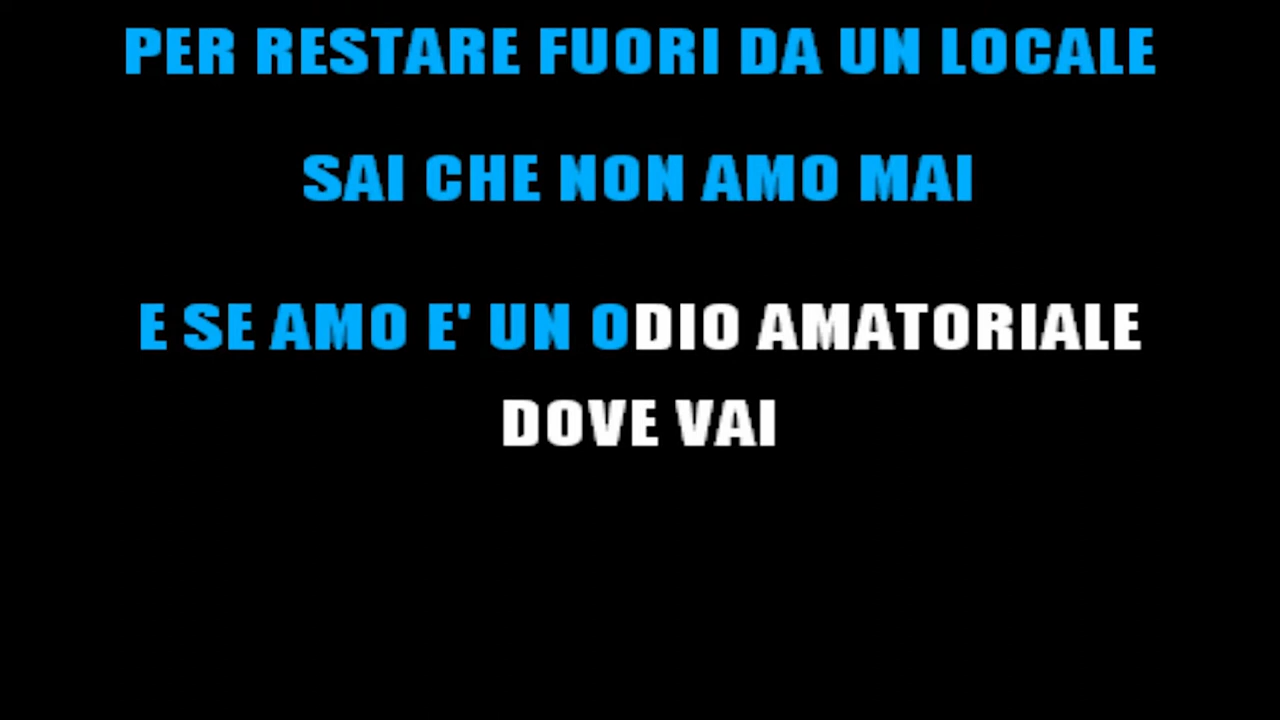 PER RESTARE FUORI DA UN LOCALE
SAI CHE NON AMO MAI
E SE AMO E' UN ODIO AMATORIALE
DOVE VAI